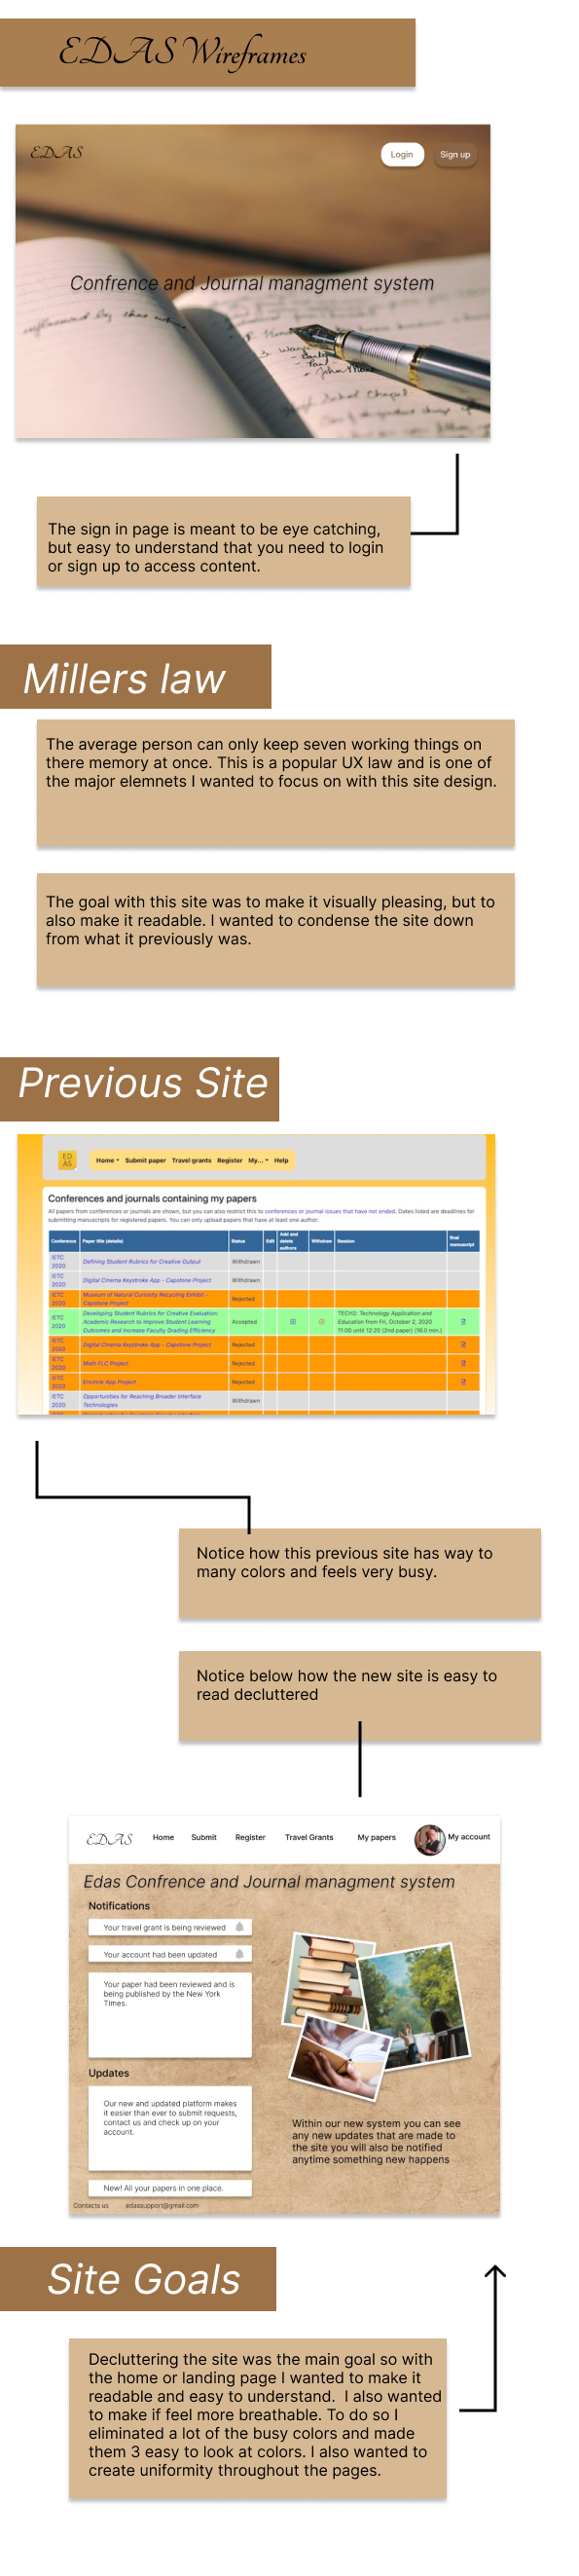 EDAS Wireframes
EDAS
Login
Sign up
Confrence and Journal managment system
influenced by
The sign in page is meant to be eye catching,
but easy to understand that you need to login
or sign up to access content.
Millers law
The average person can only keep seven working things on
there memory at once. This is a popular UX law and is one of
the major elemnets I wanted to focus on with this site design.
The goal with this site was to make it visually pleasing, but to
also make it readable. I wanted to condense the site down
from what it previously was.
Previous Site
ED
AS
Home Submit paper Travel grants Register My... Help
Conferences and journals containing my papers
All papers from conferences or journals are shown, but you can also restrict this to conferences or journal issues that have not ended. Dates listed are deadlines for
submitting manuscripts for registered papers. You can only upload papers that have at least one author.
Conference Paper title (details) Status Edit Add and delete authors Withdraw Session final manuscript
IETC 2020 Defining Student Rubrics for Creative Output Withdrawn
IETC 2020 Digital Cinema Keystroke App - Capstone Project Withdrawn
IETC 2020 Museum of Natural Curiosity Recycling Exhibit - Capstone Project Rejected
IETC 2020 Developing Student Rubrics for Creative Evaluation: Academic Research to Improve Student Learning Outcomes and Increase Faculty Grading Efficiency Accepted TECH2: Technology Application and Education from Fri, October 2, 2020 11:00 until 12:20 (2nd paper) (16.0 min.)
IETC 2020 Digital Cinema Keystroke App - Capstone Project Rejected
IETC 2020 Math FLC Project Rejected
IETC 2020 Encircle App Project Rejected
IETC 2020 Opportunities for Reaching Broader Interface Technologies Withdrawn
Notice how this previous site has way to
many colors and feels very busy.
Notice below how the new site is easy to
read decluttered
EDAS
Home
Submit
Register
Travel Grants
My papers
My account
Edas Confrence and Journal managment system
Notifications
Your travel grant is being reviewed
Your account had been updated
Your paper had been reviewed and is
being published by the New York
Times.
Updates
Our new and updated platform makes
it easier than ever to submit requests,
contact us and check up on your
account.
New! All your papers in one place.
Within our new system you can see
any new updates that are made to
the site you will also be notified
anytime something new happens
Contacts us
edassupport@gmail.com
Site Goals
Decluttering the site was the main goal so with
the home or landing page I wanted to make it
readable and easy to understand. I also wanted
to make if feel more breathable. To do so I
eliminated a lot of the busy colors and made
them 3 easy to look at colors. I also wanted to
create uniformity throughout the pages.